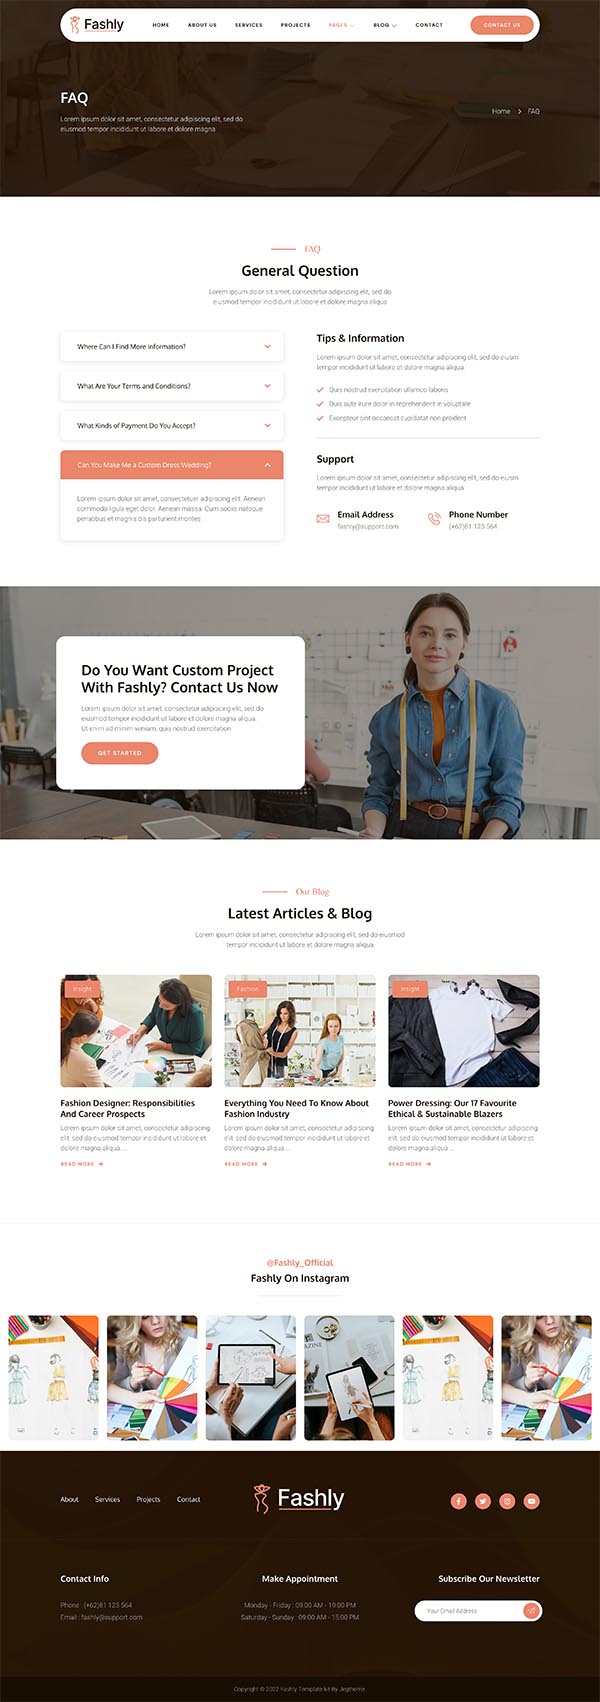 Fashly
HOME ABOUT US SERVICES PROJECTS PAGES BLOG CONTACT CONTACT US
FAQ
Lorem ipsum dolor sit amet, consectetur adipiscing elit, sed do
eiusmod tempor incididunt ut labore et dolore magna
Home FAQ
FAQ
General Question
Lorem ipsum dolor sit amet, consectetur adipiscing elit, sed do
eiusmod tempor incididunt ut labore et dolore magna aliqua
Where Can I Find More Information?
What Are Your Terms and Conditions?
What Kinds of Payment Do You Accept?
Can You Make Me a Custom Dress Wedding?
Lorem ipsum dolor sit amet, consectetuer adipiscing elit. Aenean
commodo ligula eget dolor. Aenean massa. Cum sociis natoque
penatibus et magnis dis parturient montes
Tips & Information
Lorem ipsum dolor sit amet, consectetur adipiscing elit, sed do eiusm
tempor incididunt ut labore et dolore magna aliqua.
Quis nostrud exercitation ullamco laboris
Duis aute irure dolor in reprehenderit in voluptate
Excepteur sint occaecat cupidatat non proident
Support
Lorem ipsum dolor sit amet, consectetur adipiscing elit, sed do eiusm
tempor incididunt ut labore et dolore magna aliqua.
Email Address
fashly@support.com
Phone Number
(+62)81 123 564
Do You Want Custom Project
With Fashly? Contact Us Now
Lorem ipsum dolor sit amet, consectetur adipiscing elit, sed do
eiusmod tempor incididunt ut labore et dolore magna aliqua.
Ut enim ad minim veniam, quis nostrud exercitation
GET STARTED
Our Blog
Latest Articles & Blog
Lorem ipsum dolor sit amet, consectetur adipiscing elit, sed do eiusmod
tempor incididunt ut labore et dolore magna aliqua
Insight
Fashion Designer: Responsibilities
And Career Prospects
Lorem ipsum dolor sit amet, consectetur adipiscing
elit, sed do eiusmod tempor incididunt ut labore et
dolore magna aliqua....
READ MORE
Fashion
Everything You Need To Know About
Fashion Industry
Lorem ipsum dolor sit amet, consectetur adipiscing
elit, sed do eiusmod tempor incididunt ut labore et
dolore magna aliqua....
READ MORE
Insight
Power Dressing: Our 17 Favourite
Ethical & Sustainable Blazers
Lorem ipsum dolor sit amet, consectetur adipiscing
elit, sed do eiusmod tempor incididunt ut labore et
dolore magna aliqua....
READ MORE
@Fashly_Official
Fashly On Instagram
About Services Projects Contact
Fashly
Contact Info
Phone : (+62)81 123 564
Email : fashly@support.com
Make Appointment
Monday - Friday : 09:00 AM - 19:00 PM
Saturday - Sunday : 09:00 AM - 15:00 PM
Subscribe Our Newsletter
Your Email Address
Copyright © 2022 Fashly Template kit By Jegtheme